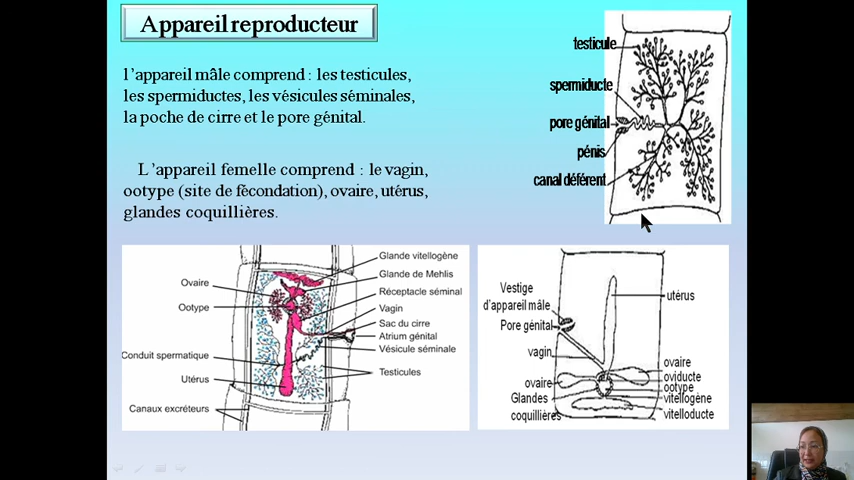 Appareil reproducteur
l'appareil mâle comprend : les testicules,
les spermiductes, les vésicules séminales,
la poche de cirre et le pore génital.
L 'appareil femelle comprend : le vagin,
ootype (site de fécondation), ovaire, utérus,
glandes coquillières.
testicule
spermiducte
pore génital
pénis
canal déférent
Ovaire
Ootype
Conduit spermatique
Utérus
Canaux excréteurs
Glande vitellogène
Glande de Mehlis
Réceptacle séminal
Vagin
Sac du cirre
Atrium génital
Vésicule séminale
Testicules
Vestige
d'appareil mâle
Pore génital
vagin
ovaire
Glandes
coquillières
utérus
ovaire
oviducte
ootype
vitellogène
vitelloducte